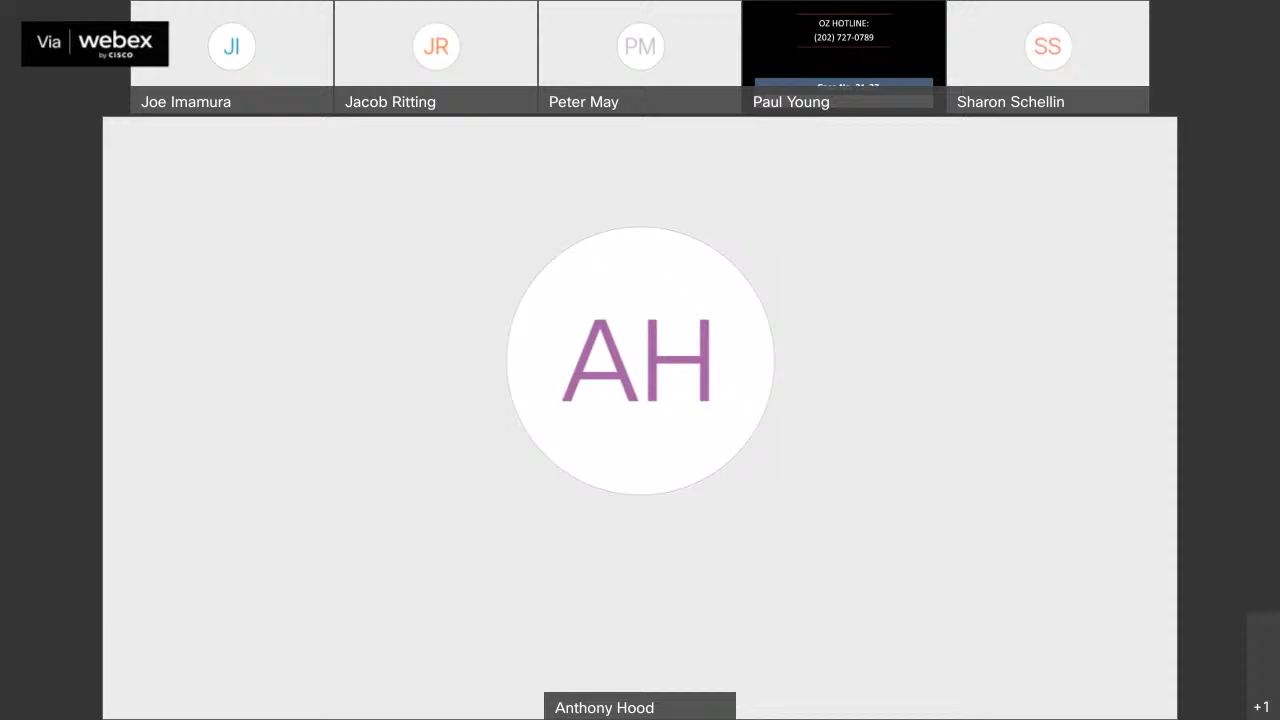 Via webex
by CISCO
JI
Joe Imamura
JR
Jacob Ritting
PM
Peter May
OZ HOTLINE:
(202) 727-0789
Paul Young
SS
Sharon Schellin
AH
Anthony Hood
+1